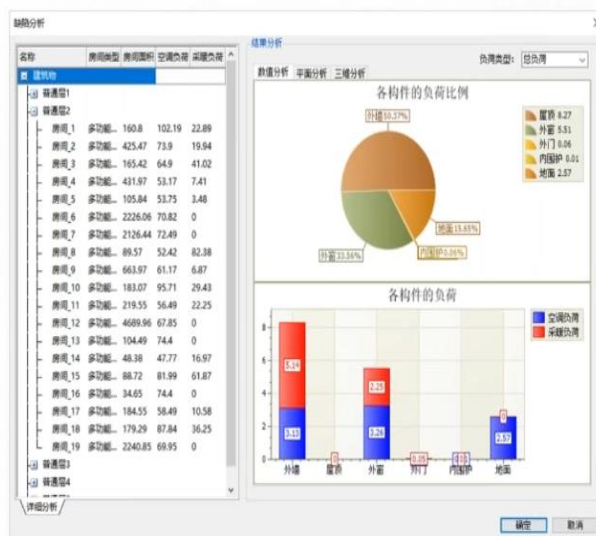 缺陷分析
名称 房间类型 房间面积 空调负荷 采暖负荷
建筑物
普通层1
普通层2
房间_1 多功能... 160.8 102.19 22.89
房间_2 多功能... 425.47 73.9 19.94
房间_3 多功能... 165.42 64.9 41.02
房间_4 多功能... 431.97 53.17 7.41
房间_5 多功能... 105.84 53.75 3.48
房间_6 多功能... 2226.06 70.82 0
房间_7 多功能... 2126.44 72.49 0
房间_8 多功能... 89.57 52.42 82.38
房间_9 多功能... 663.97 61.17 6.87
房间_10 多功能... 183.07 95.71 29.43
房间_11 多功能... 219.55 56.49 22.25
房间_12 多功能... 4689.96 67.85 0
房间_13 多功能... 104.49 74.4 0
房间_14 多功能... 48.38 47.77 16.97
房间_15 多功能... 88.72 81.99 61.87
房间_16 多功能... 34.65 74.4 0
房间_17 多功能... 184.55 58.49 10.58
房间_18 多功能... 179.29 87.84 36.25
房间_19 多功能... 2240.85 69.95 0
普通层3
普通层4
详细分析
结果分析
负荷类型: 总负荷
数值分析 平面分析 三维分析
各构件的负荷比例
外墙50.37%
地面15.65%
内围护0.06%
外窗33.56%
屋顶 8.27
外窗 5.51
外门 0.06
内围护 0.01
地面 2.57
各构件的负荷
空调负荷
采暖负荷
8
6
4
2
0
5.14
3.13
0
2.25
3.26
0.05
0
2.57
外墙 屋顶 外窗 外门 内围护 地面
确定 取消